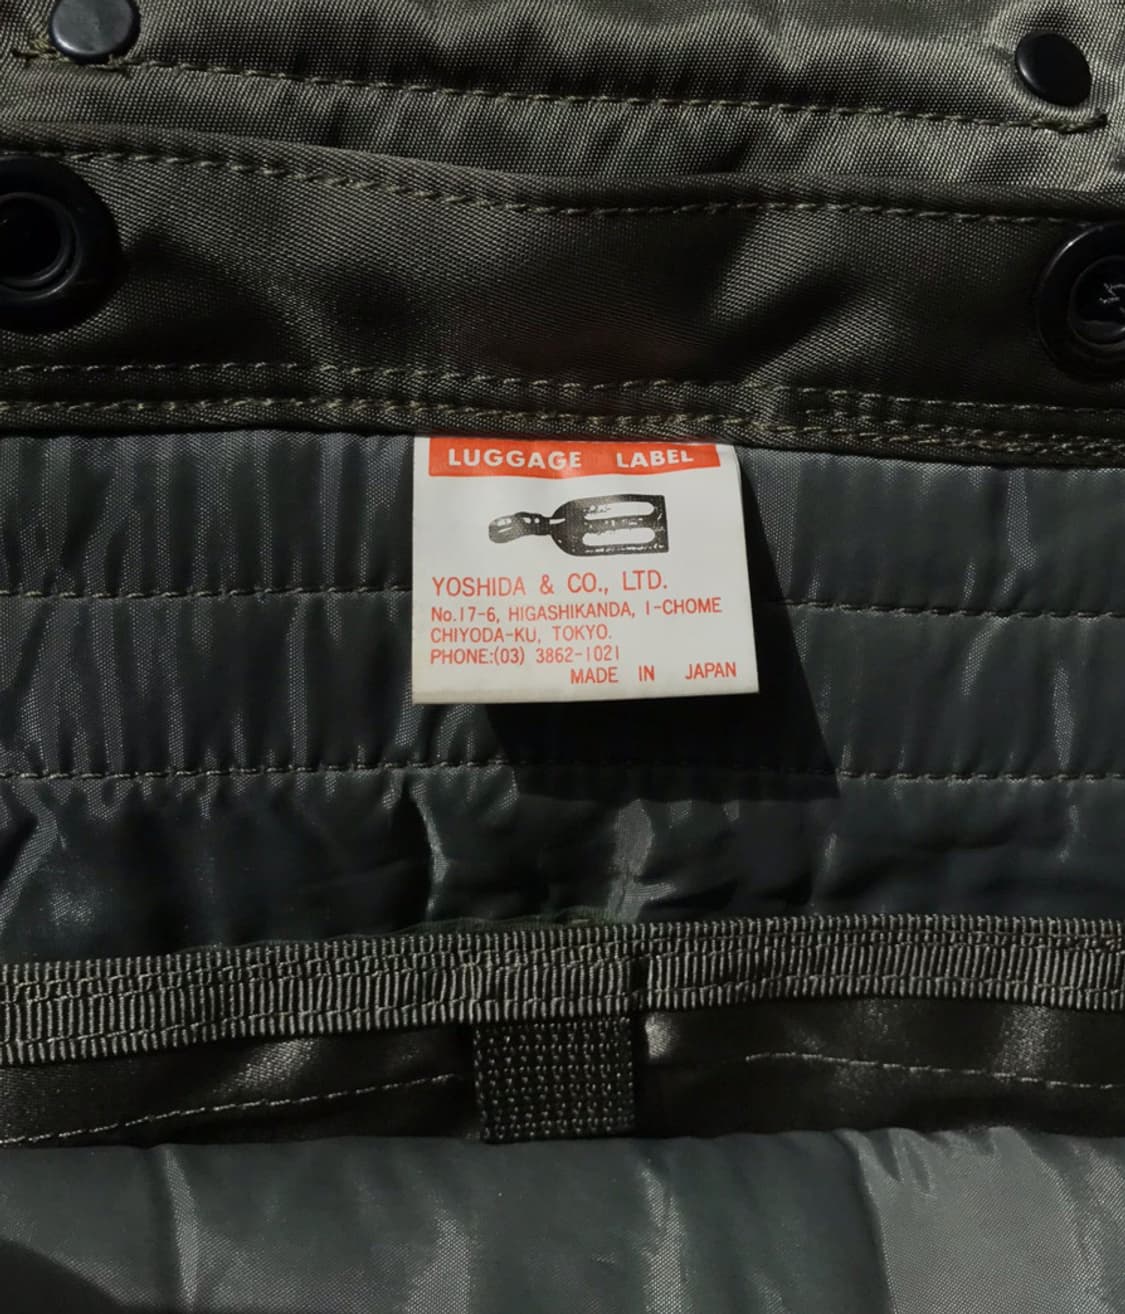 LUGGAGE LABEL
YOSHIDA & CO., LTD.
No.17-6, HIGASHIKANDA, 1-CHOME
CHIYODA-KU, TOKYO.
PHONE:(03) 3862-1021
MADE IN JAPAN